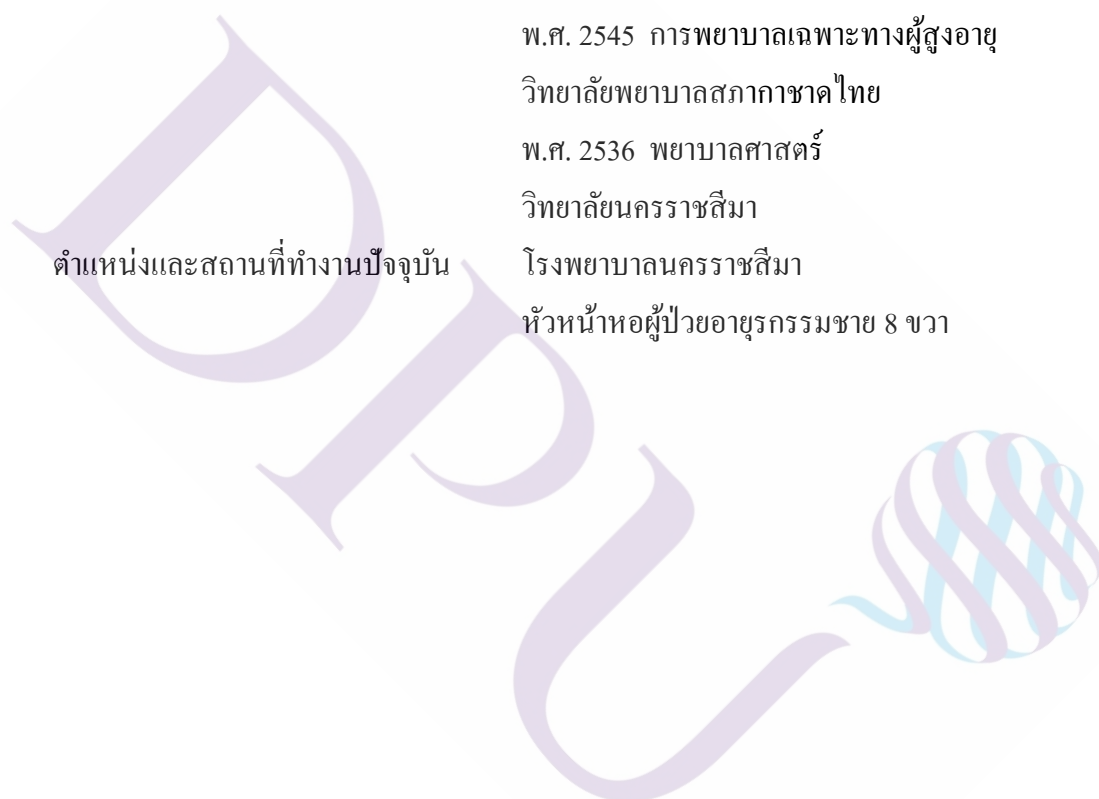 พ.ศ. 2545 การพยาบาลเฉพาะทางผู้สูงอายุ
วิทยาลัยพยาบาลสภากาชาดไทย
พ.ศ. 2536 พยาบาลศาสตร์
วิทยาลัยนครราชสีมา
ตำแหน่งและสถานที่ทำงานปัจจุบัน โรงพยาบาลนครราชสีมา
หัวหน้าหอผู้ป่วยอายุรกรรมชาย 8 ขวา
DPU